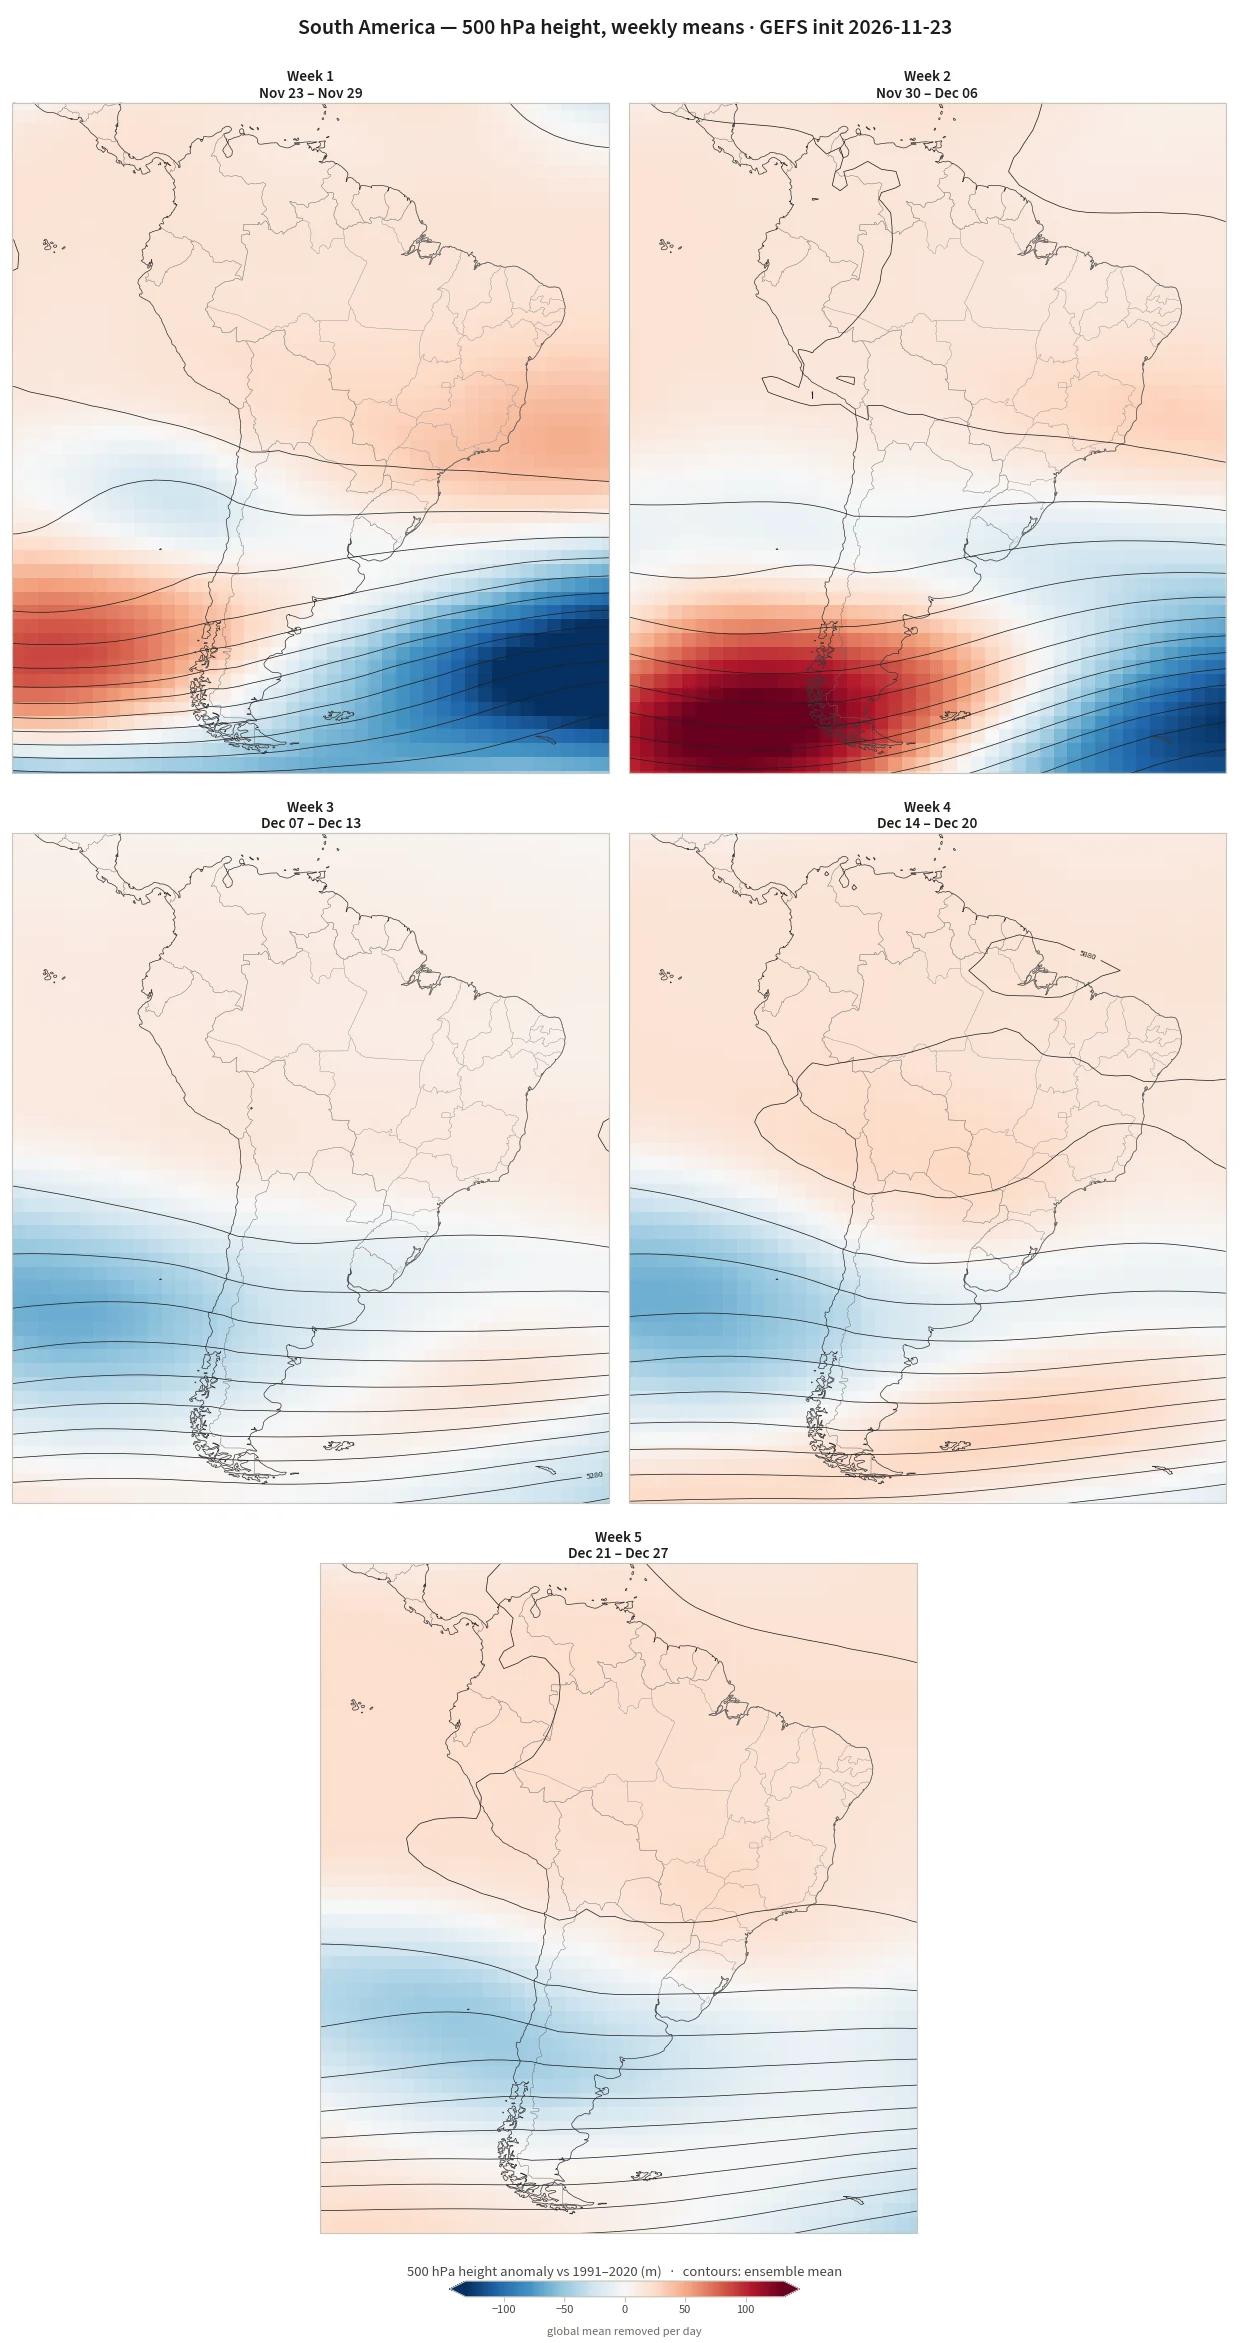 South America — 500 hPa height, weekly means · GEFS init 2026-11-23
Week 1
Nov 23 – Nov 29
Week 2
Nov 30 – Dec 06
Week 3
Dec 07 – Dec 13
Week 4
Dec 14 – Dec 20
5880
5280
Week 5
Dec 21 – Dec 27
500 hPa height anomaly vs 1991–2020 (m) · contours: ensemble mean
−100 −50 0 50 100
global mean removed per day